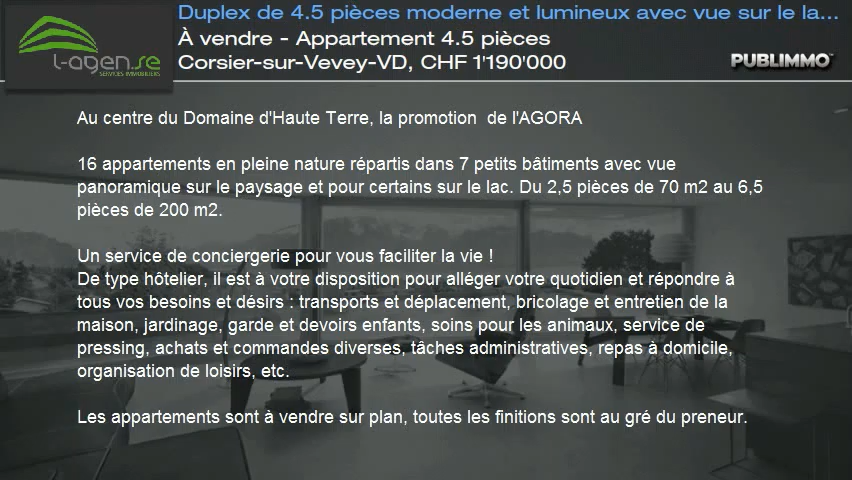 Duplex de 4.5 pièces moderne et lumineux avec vue sur le la...
À vendre - Appartement 4.5 pièces
Corsier-sur-Vevey-VD, CHF 1'190'000
l-agen.se
SERVICES IMMOBILIERS
PUBLIMMO™
Au centre du Domaine d'Haute Terre, la promotion  de l'AGORA
16 appartements en pleine nature répartis dans 7 petits bâtiments avec vue
panoramique sur le paysage et pour certains sur le lac. Du 2,5 pièces de 70 m2 au 6,5
pièces de 200 m2.
Un service de conciergerie pour vous faciliter la vie !
De type hôtelier, il est à votre disposition pour alléger votre quotidien et répondre à
tous vos besoins et désirs : transports et déplacement, bricolage et entretien de la
maison, jardinage, garde et devoirs enfants, soins pour les animaux, service de
pressing, achats et commandes diverses, tâches administratives, repas à domicile,
organisation de loisirs, etc.
Les appartements sont à vendre sur plan, toutes les finitions sont au gré du preneur.